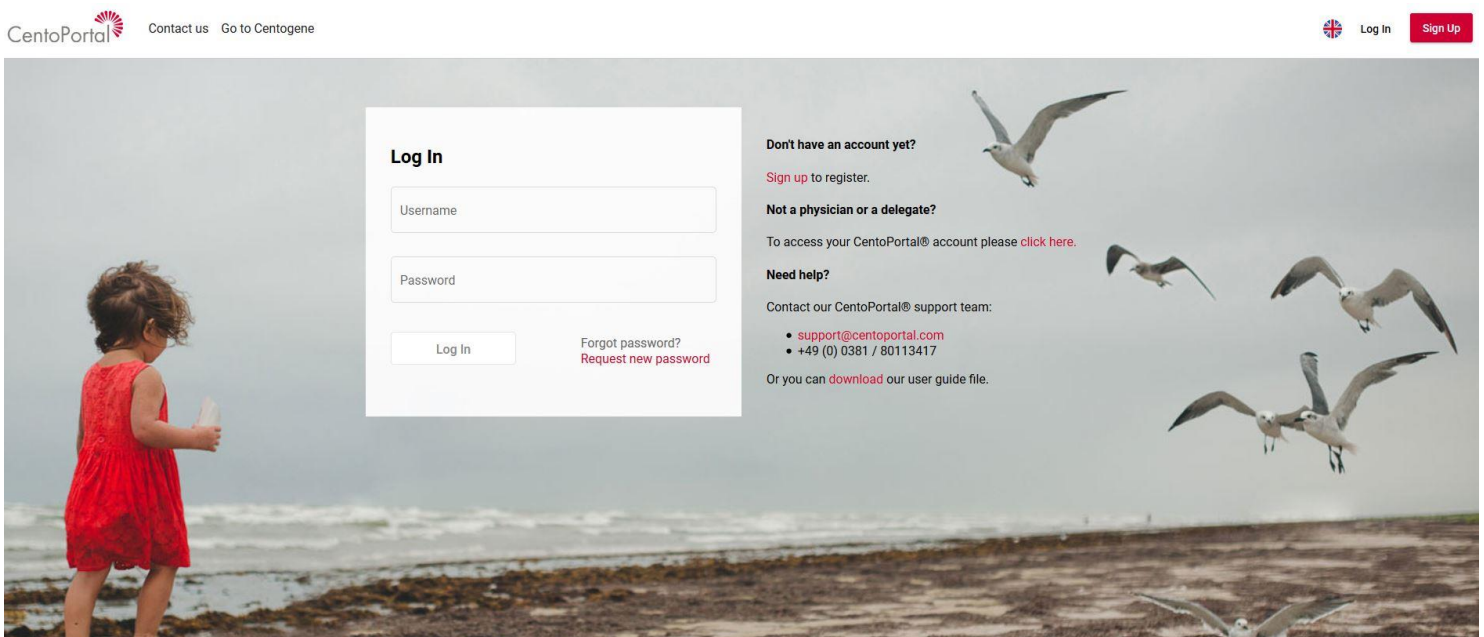 CentoPortal
Contact us Go to Centogene
Log In
Sign Up
Log In
Username
Password
Log In
Forgot password?
Request new password
Don't have an account yet?
Sign up to register.
Not a physician or a delegate?
To access your CentoPortal® account please click here.
Need help?
Contact our CentoPortal® support team:
• support@centoportal.com
• +49 (0) 0381 / 80113417
Or you can download our user guide file.